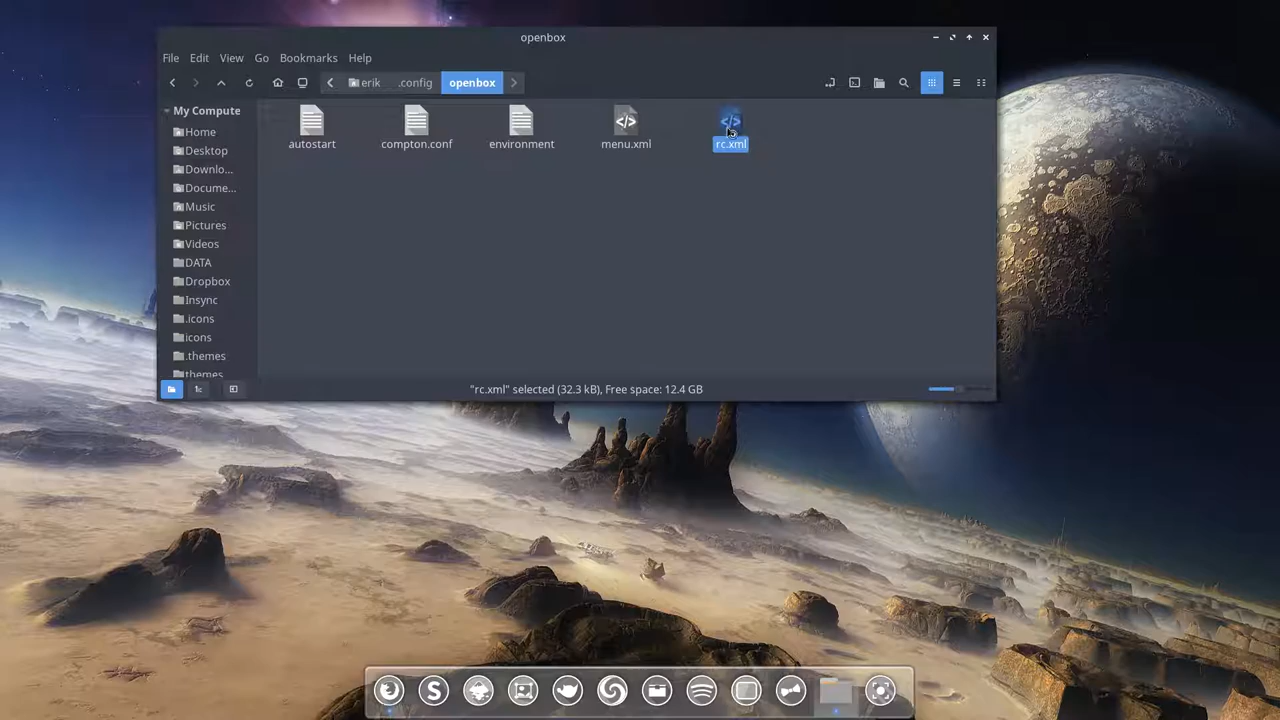 openbox
File Edit View Go Bookmarks Help
erik .config openbox
My Compute
Home
Desktop
Downlo...
Docume...
Music
Pictures
Videos
DATA
Dropbox
Insync
.icons
icons
.themes
themes
autostart compton.conf environment menu.xml rc.xml
"rc.xml" selected (32.3 kB), Free space: 12.4 GB